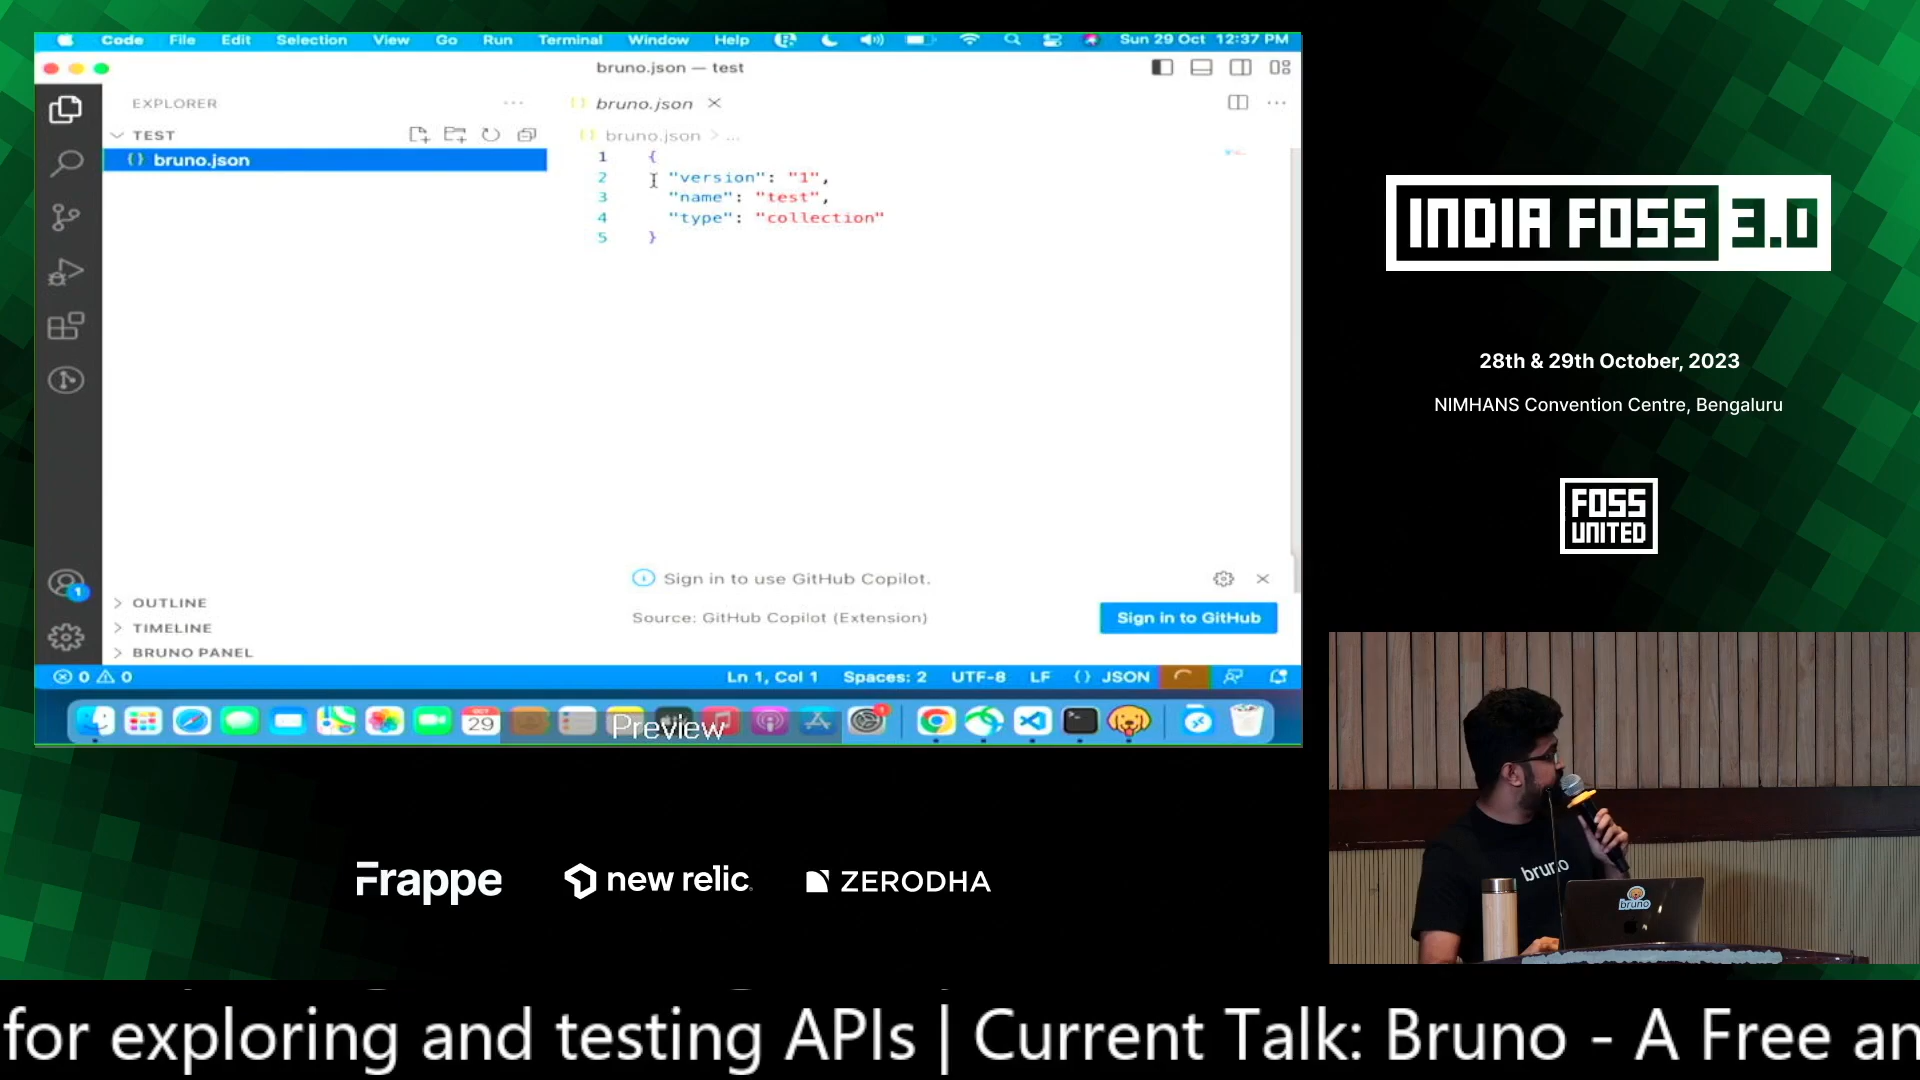 Code File Edit Selection View Go Run Terminal Window Help Sun 29 Oct 12:37 PM
bruno.json — test
EXPLORER
TEST
{} bruno.json
bruno.json
bruno.json > ...
1 {
2 "version": "1",
3 "name": "test",
4 "type": "collection"
5 }
Sign in to use GitHub Copilot.
Source: GitHub Copilot (Extension)
Sign in to GitHub
OUTLINE
TIMELINE
BRUNO PANEL
1
0 0 Ln 1, Col 1 Spaces: 2 UTF-8 LF {} JSON
OCT
29
1
Preview
INDIA FOSS 3.0
28th & 29th October, 2023
NIMHANS Convention Centre, Bengaluru
FOSS
UNITED
bruno
bruno
Frappe new relic ZERODHA
for exploring and testing APIs | Current Talk: Bruno - A Free an